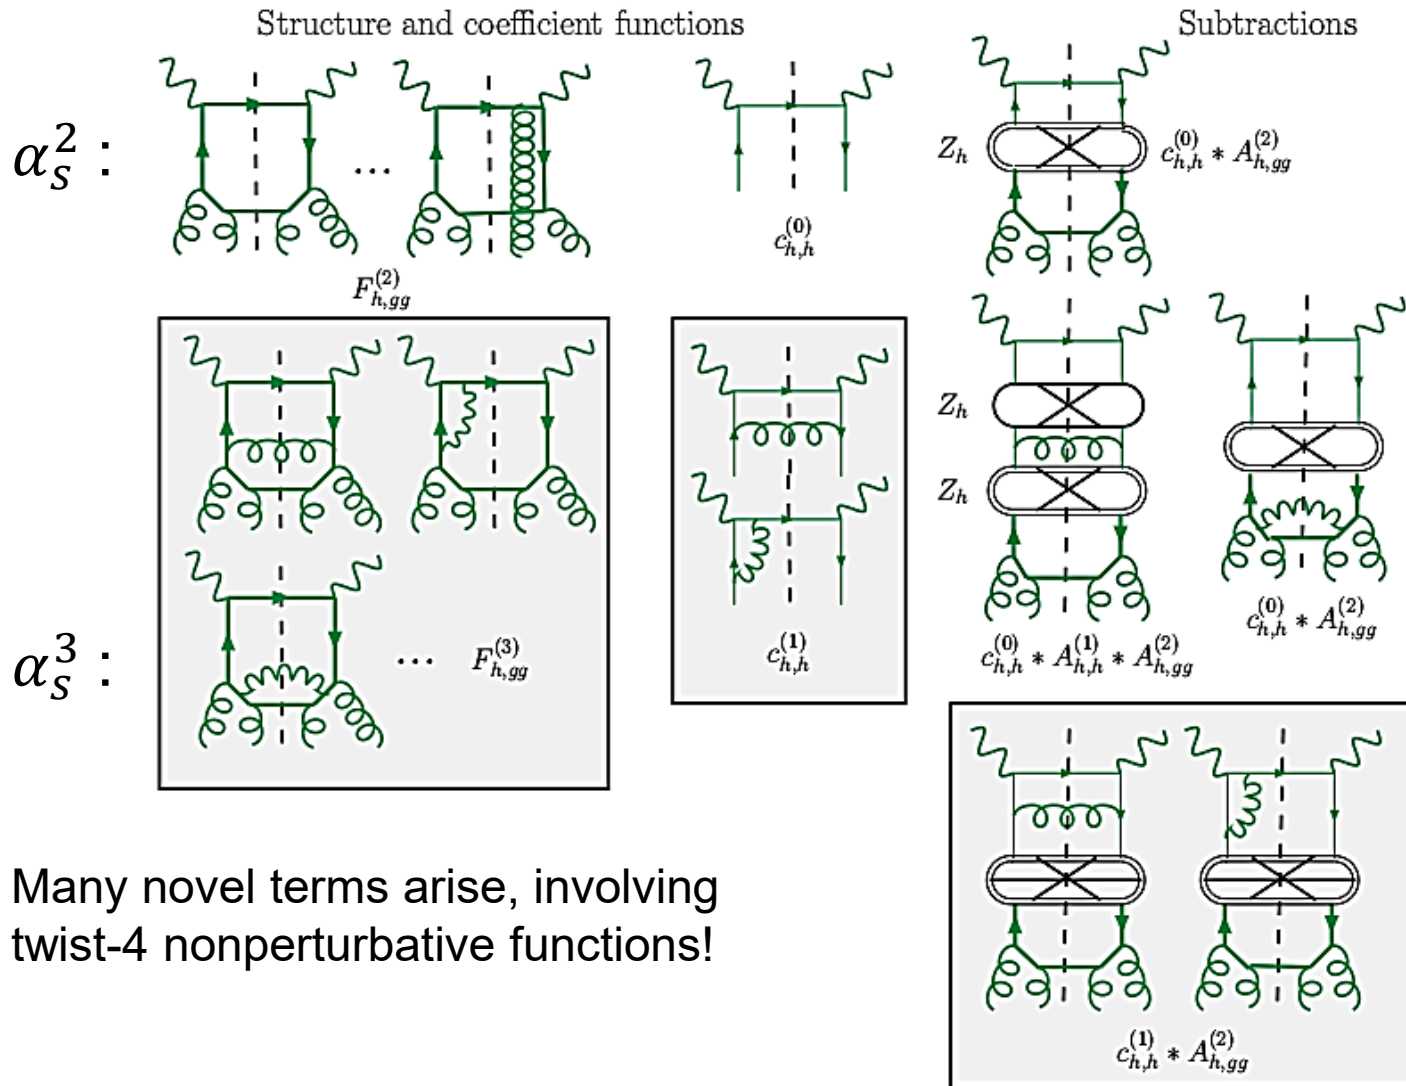 Structure and coefficient functions
Subtractions
α_s^2 :
...
F_{h,gg}^{(2)}
c_{h,h}^{(0)}
Z_h
c_{h,h}^{(0)} * A_{h,gg}^{(2)}
Z_h
Z_h
α_s^3 :
... F_{h,gg}^{(3)}
c_{h,h}^{(1)}
c_{h,h}^{(0)} * A_{h,h}^{(1)} * A_{h,gg}^{(2)}
c_{h,h}^{(0)} * A_{h,gg}^{(2)}
Many novel terms arise, involving
twist-4 nonperturbative functions!
c_{h,h}^{(1)} * A_{h,gg}^{(2)}